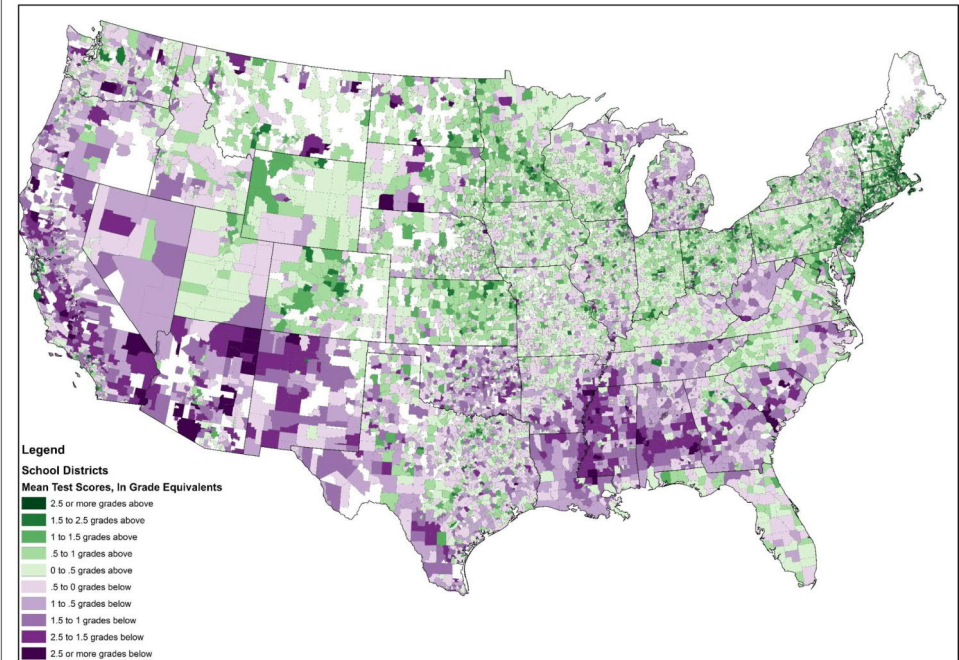 Legend
School Districts
Mean Test Scores, In Grade Equivalents
2.5 or more grades above
1.5 to 2.5 grades above
1 to 1.5 grades above
.5 to 1 grades above
0 to .5 grades above
.5 to 0 grades below
1 to .5 grades below
1.5 to 1 grades below
2.5 to 1.5 grades below
2.5 or more grades below